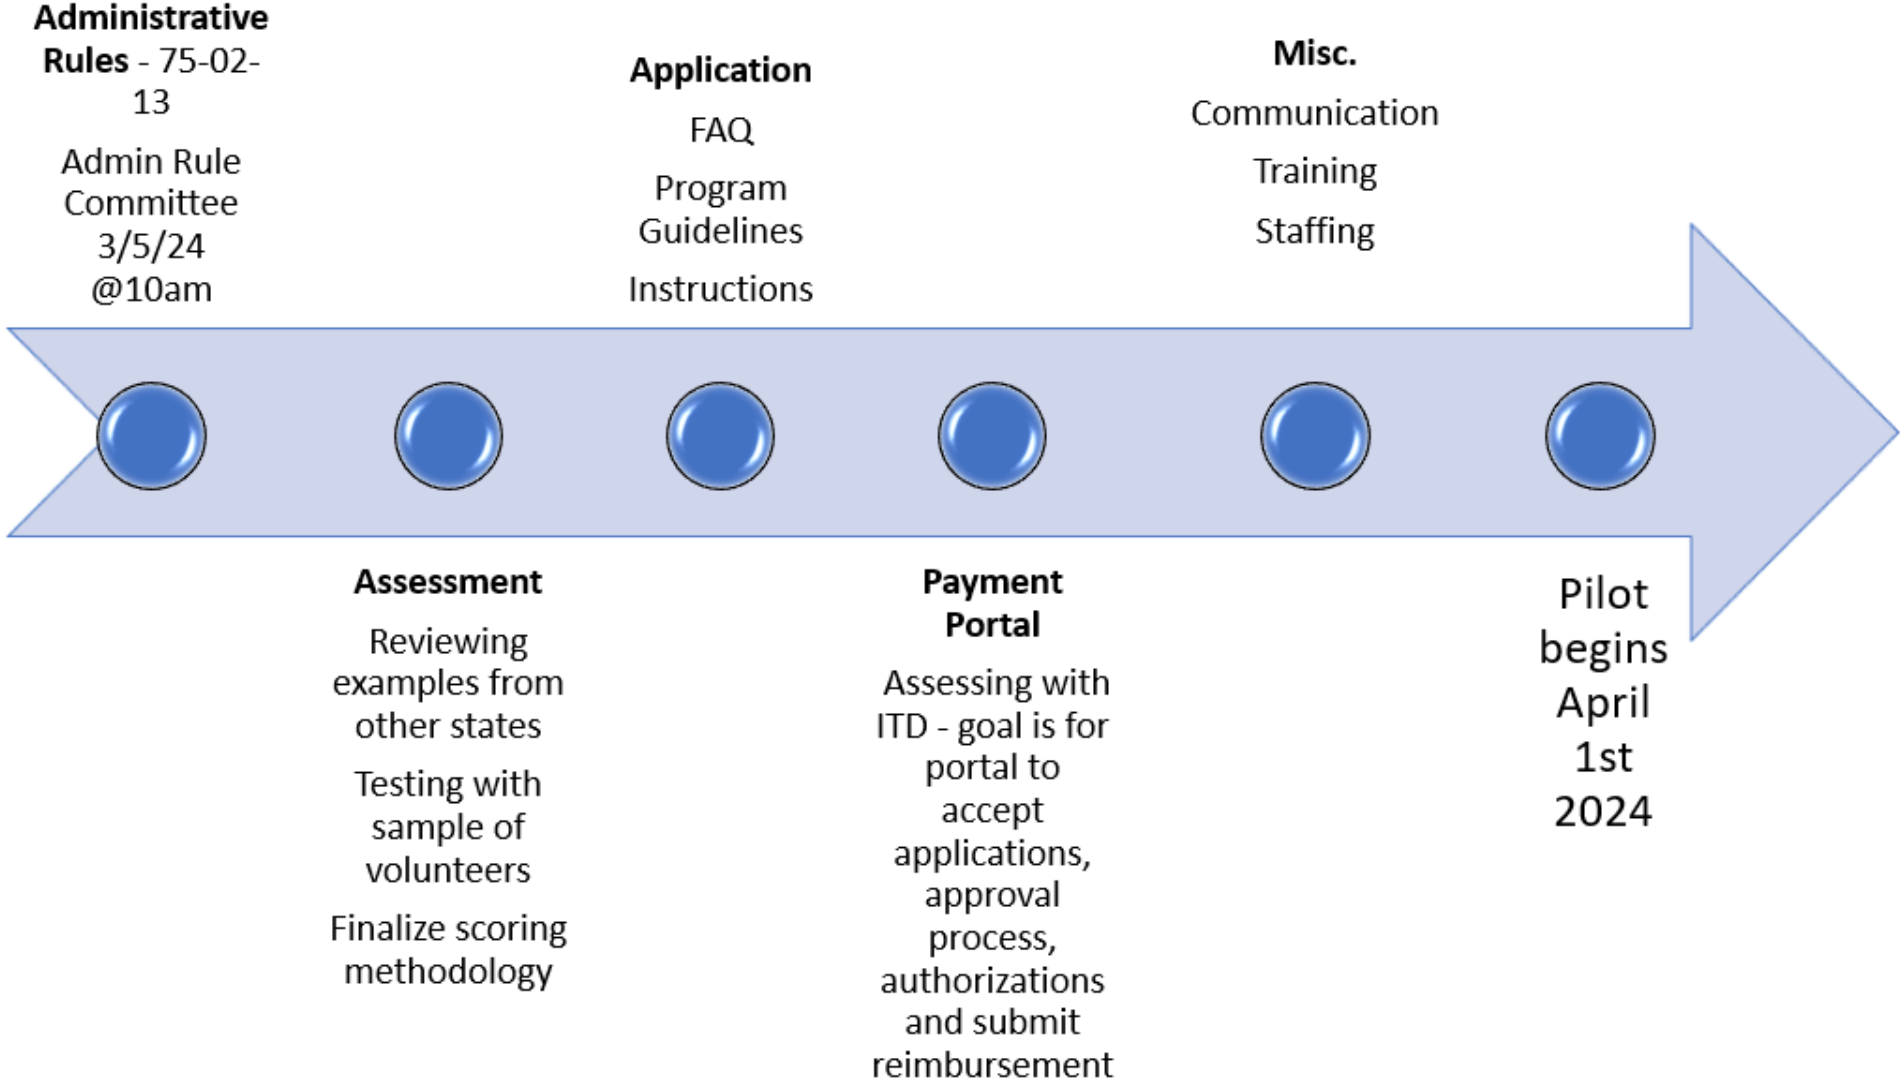 Administrative
Rules - 75-02-
13
Admin Rule
Committee
3/5/24
@10am
Assessment
Reviewing
examples from
other states
Testing with
sample of
volunteers
Finalize scoring
methodology
Application
FAQ
Program
Guidelines
Instructions
Payment
Portal
Assessing with
ITD - goal is for
portal to
accept
applications,
approval
process,
authorizations
and submit
reimbursement
Misc.
Communication
Training
Staffing
Pilot
begins
April
1st
2024